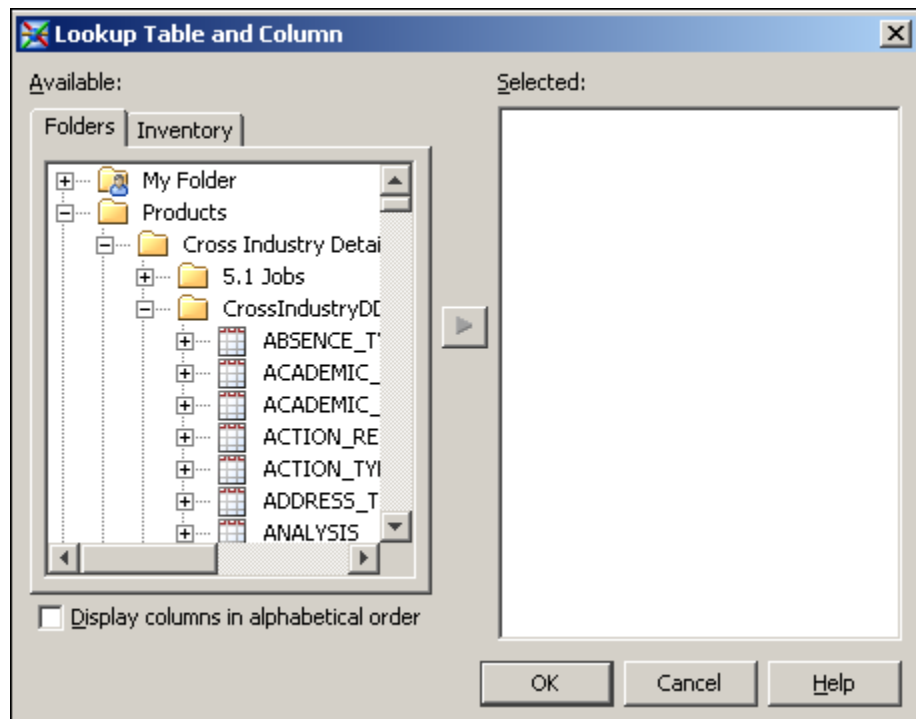 Lookup Table and Column
Available:
Selected:
Folders
Inventory
My Folder
Products
Cross Industry Detai
5.1 Jobs
CrossIndustryDD
ABSENCE_T
ACADEMIC_
ACADEMIC_
ACTION_RE
ACTION_TY
ADDRESS_T
ANALYSIS
Display columns in alphabetical order
OK
Cancel
Help